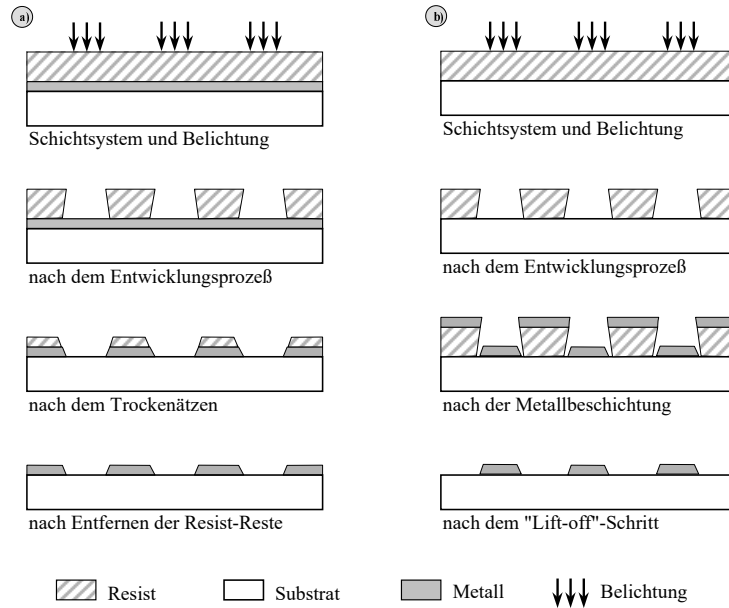 a)
Schichtsystem und Belichtung
nach dem Entwicklungsprozeß
nach dem Trockenätzen
nach Entfernen der Resist-Reste
b)
Schichtsystem und Belichtung
nach dem Entwicklungsprozeß
nach der Metallbeschichtung
nach dem "Lift-off"-Schritt
Resist
Substrat
Metall
Belichtung